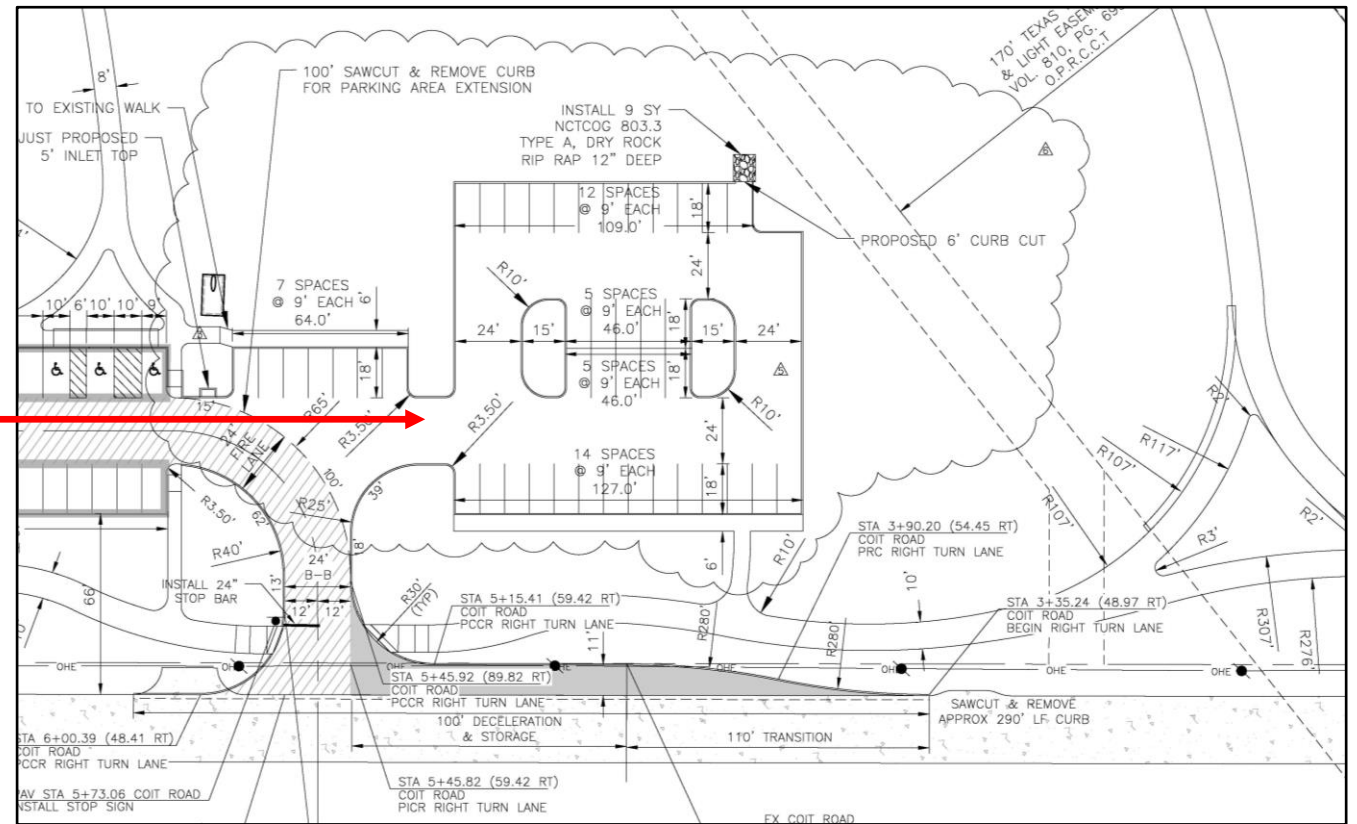 170' TEXAS
& LIGHT EASEM
VOL. 810, PG. 69
O.P.R.C.C.T
8'
100' SAWCUT & REMOVE CURB
FOR PARKING AREA EXTENSION
TO EXISTING WALK
JUST PROPOSED
5' INLET TOP
INSTALL 9 SY
NCTCOG 803.3
TYPE A, DRY ROCK
RIP RAP 12" DEEP
5
12 SPACES
@ 9' EACH
109.0'
18'
PROPOSED 6' CURB CUT
24'
R10'
7 SPACES
@ 9' EACH
64.0'
6'
10' 6' 10' 10' 9'
5 SPACES
@ 9' EACH
46.0'
18'
24'
15'
15'
24'
5 SPACES
@ 9' EACH
46.0'
18'
5
18'
R10'
15'
R65'
R3.50'
R3.50'
24'
FIRE
LANE
24'
R2'
R117'
R107'
R107'
100'
14 SPACES
@ 9' EACH
127.0'
18'
39'
R25'
R3.50'
62'
R40'
8'
6'
R10'
R2'
R3'
STA 3+90.20 (54.45 RT)
COIT ROAD
PRC RIGHT TURN LANE
66'
24'
B-B
13'
INSTALL 24"
STOP BAR
12' 12'
R30'
(TYP)
STA 5+15.41 (59.42 RT)
COIT ROAD
PCCR RIGHT TURN LANE
11'
R280'
R280'
10'
STA 3+35.24 (48.97 RT)
COIT ROAD
BEGIN RIGHT TURN LANE
R307'
R276'
OHE OHE OHE OHE OHE OHE OHE
STA 5+45.92 (89.82 RT)
COIT ROAD
PCCR RIGHT TURN LANE
SAWCUT & REMOVE
APPROX 290' LF CURB
100' DECELERATION
& STORAGE
110' TRANSITION
STA 6+00.39 (48.41 RT)
COIT ROAD
PCCR RIGHT TURN LANE
PAV STA 5+73.06 COIT ROAD
INSTALL STOP SIGN
STA 5+45.82 (59.42 RT)
COIT ROAD
PICR RIGHT TURN LANE
EX COIT ROAD